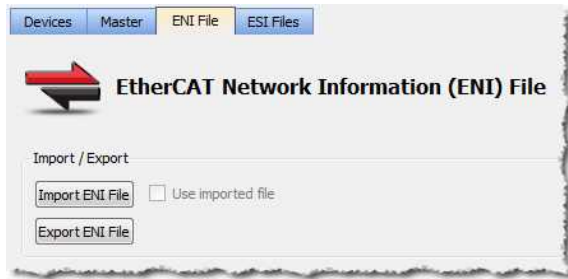 Devices Master ENI File ESI Files
EtherCAT Network Information (ENI) File
Import / Export
Import ENI File Use imported file
Export ENI File